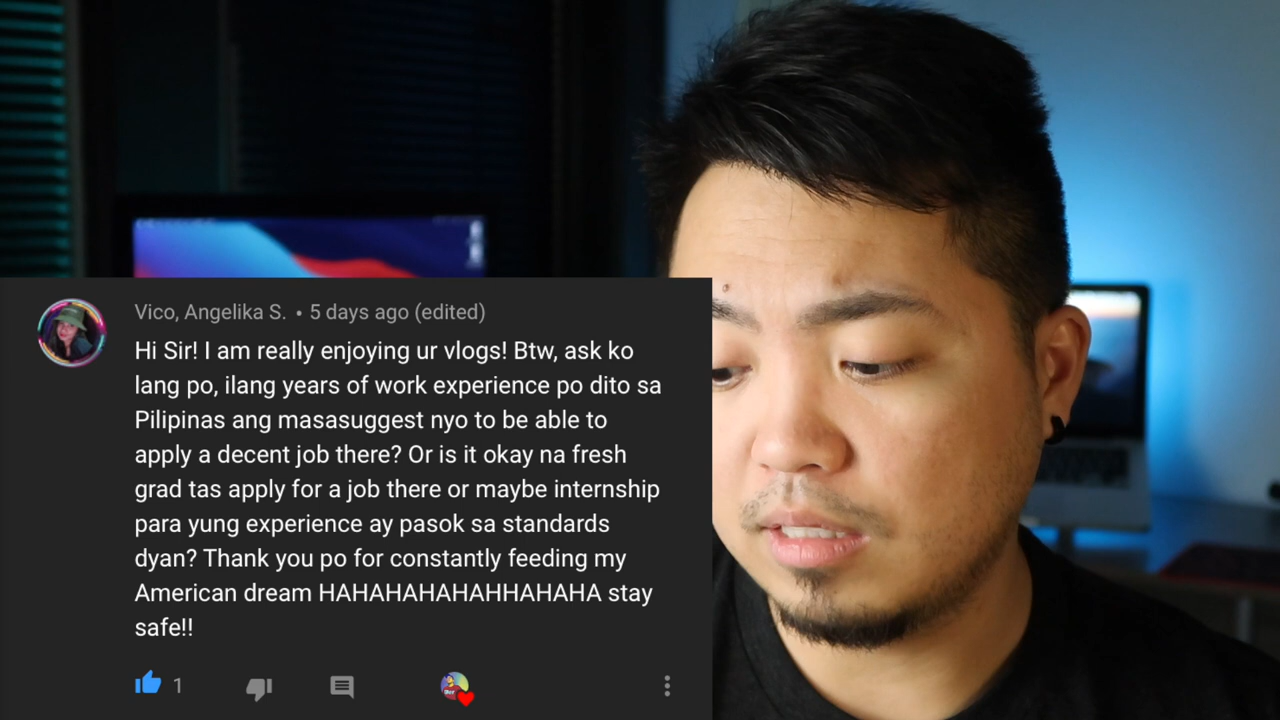 Vico, Angelika S. • 5 days ago (edited)
Hi Sir! I am really enjoying ur vlogs! Btw, ask ko
lang po, ilang years of work experience po dito sa
Pilipinas ang masasuggest nyo to be able to
apply a decent job there? Or is it okay na fresh
grad tas apply for a job there or maybe internship
para yung experience ay pasok sa standards
dyan? Thank you po for constantly feeding my
American dream HAHAHAHAHAHHAHAHA stay
safe!!
1